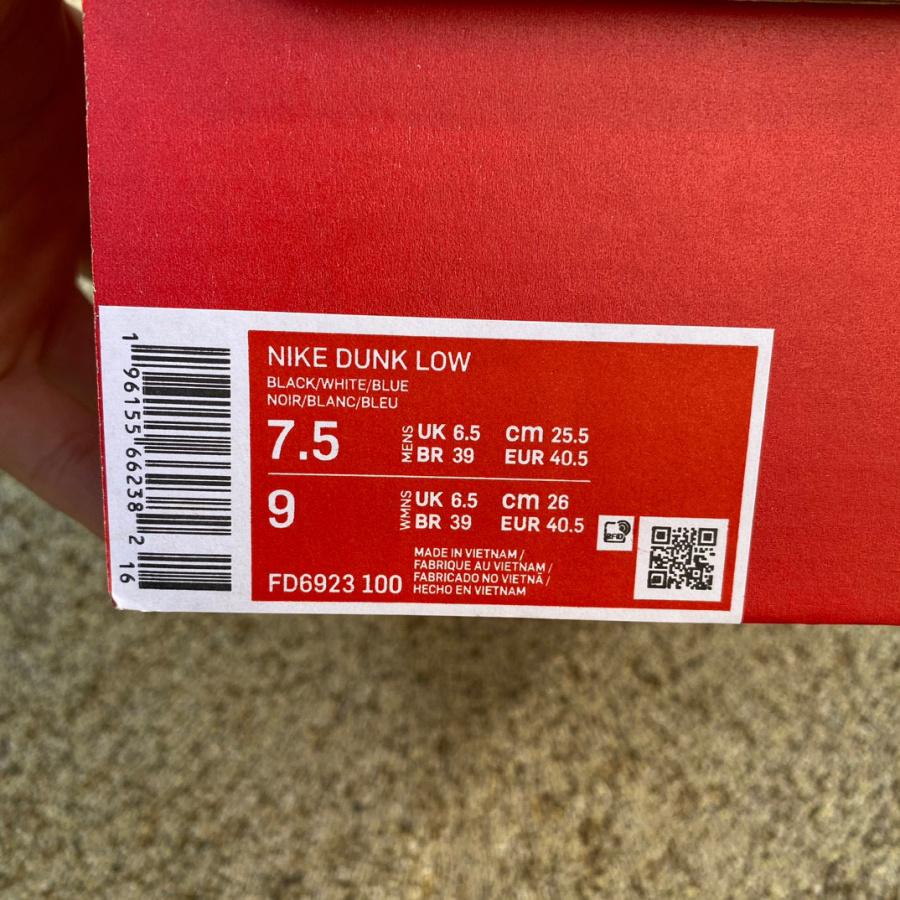 NIKE DUNK LOW
BLACK/WHITE/BLUE
NOIR/BLANC/BLEU
7.5 MENS UK 6.5 cm 25.5
BR 39 EUR 40.5
9 WMNS UK 6.5 cm 26
BR 39 EUR 40.5
MADE IN VIETNAM /
FABRIQUE AU VIETNAM /
FABRICADO NO VIETNÃ /
HECHO EN VIETNAM
FD6923 100
RFID
1 96155 66238 2 16